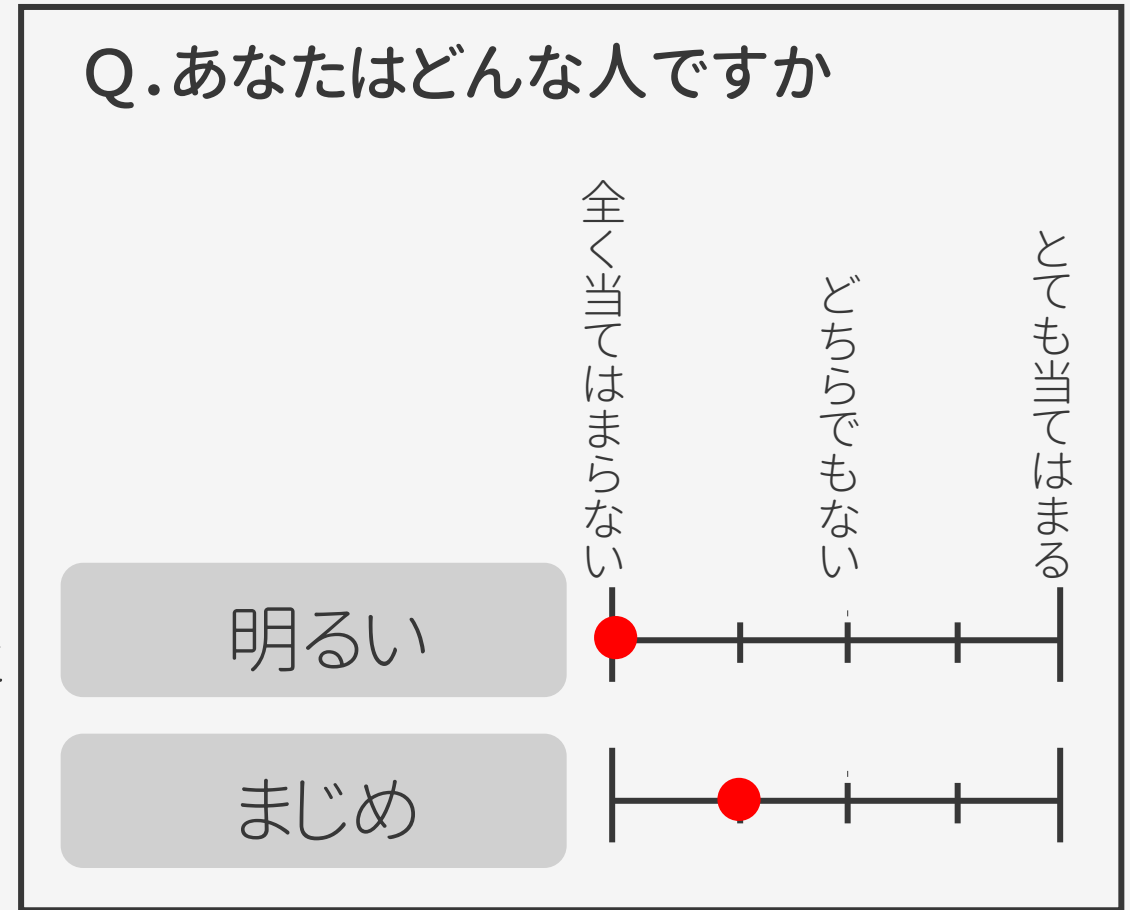 Q.あなたはどんな人ですか
全く当てはまらない
どちらでもない
とても当てはまる
明るい
まじめ